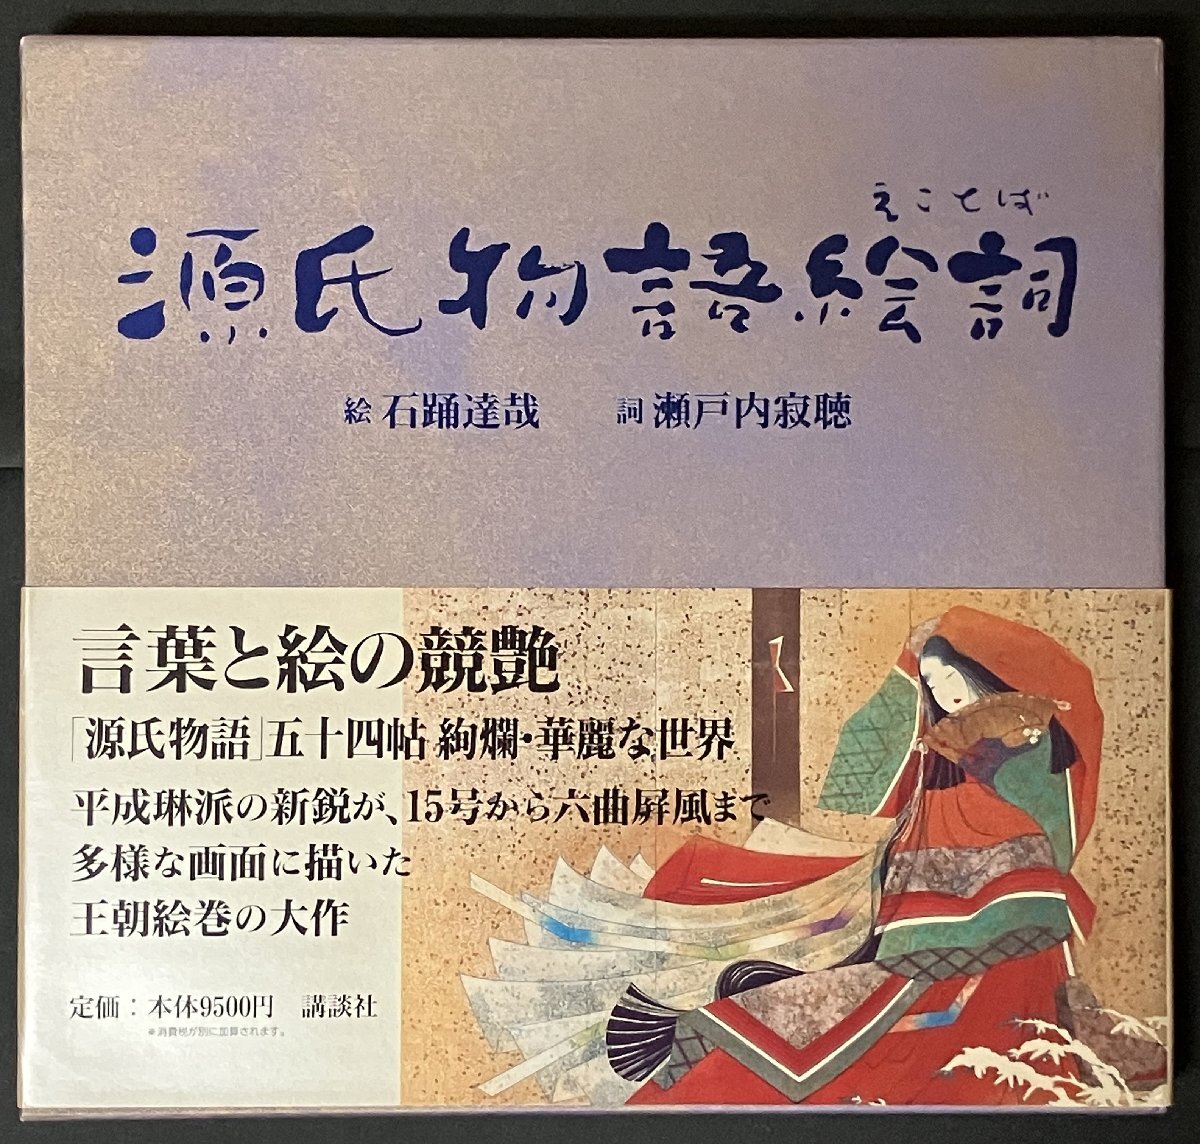 えことば
源氏物語絵詞
絵 石踊達哉　詞 瀬戸内寂聴
言葉と絵の競艶
「源氏物語」五十四帖 絢爛・華麗な世界
平成琳派の新鋭が、15号から六曲屏風まで
多様な画面に描いた
王朝絵巻の大作
定価：本体9500円　講談社
※消費税が別に加算されます。